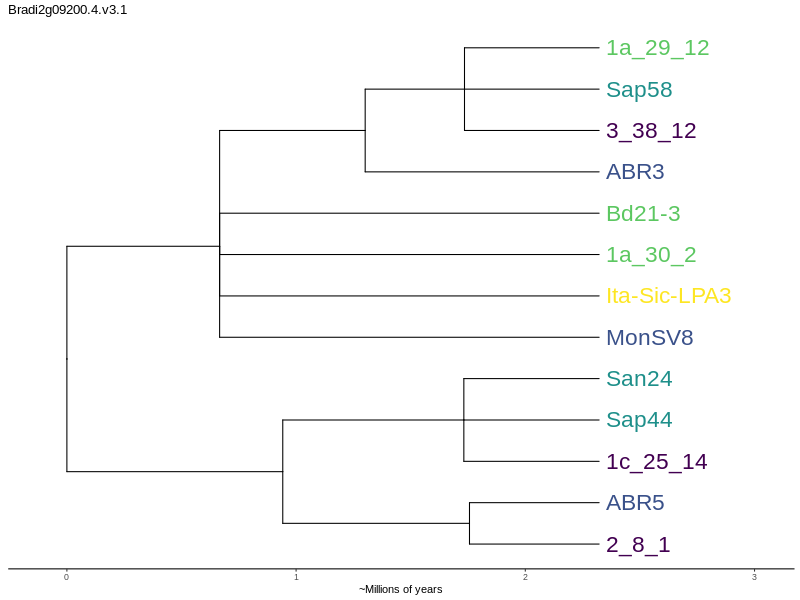 Bradi2g09200.4.v3.1
1a_29_12
Sap58
3_38_12
ABR3
Bd21-3
1a_30_2
Ita-Sic-LPA3
MonSV8
San24
Sap44
1c_25_14
ABR5
2_8_1
0 1 2 3
~Millions of years